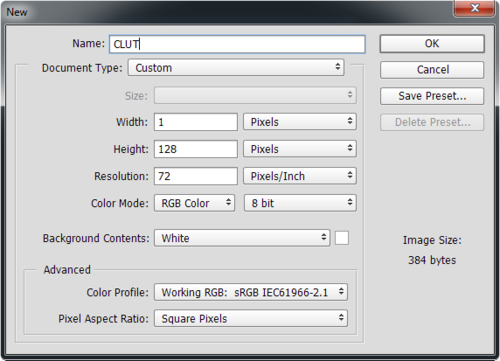 New
Name: CLUT
OK
Document Type: Custom
Cancel
Size:
Save Preset...
Width: 1 Pixels
Delete Preset...
Height: 128 Pixels
Resolution: 72 Pixels/Inch
Color Mode: RGB Color 8 bit
Background Contents: White
Image Size:
384 bytes
Advanced
Color Profile: Working RGB: sRGB IEC61966-2.1
Pixel Aspect Ratio: Square Pixels